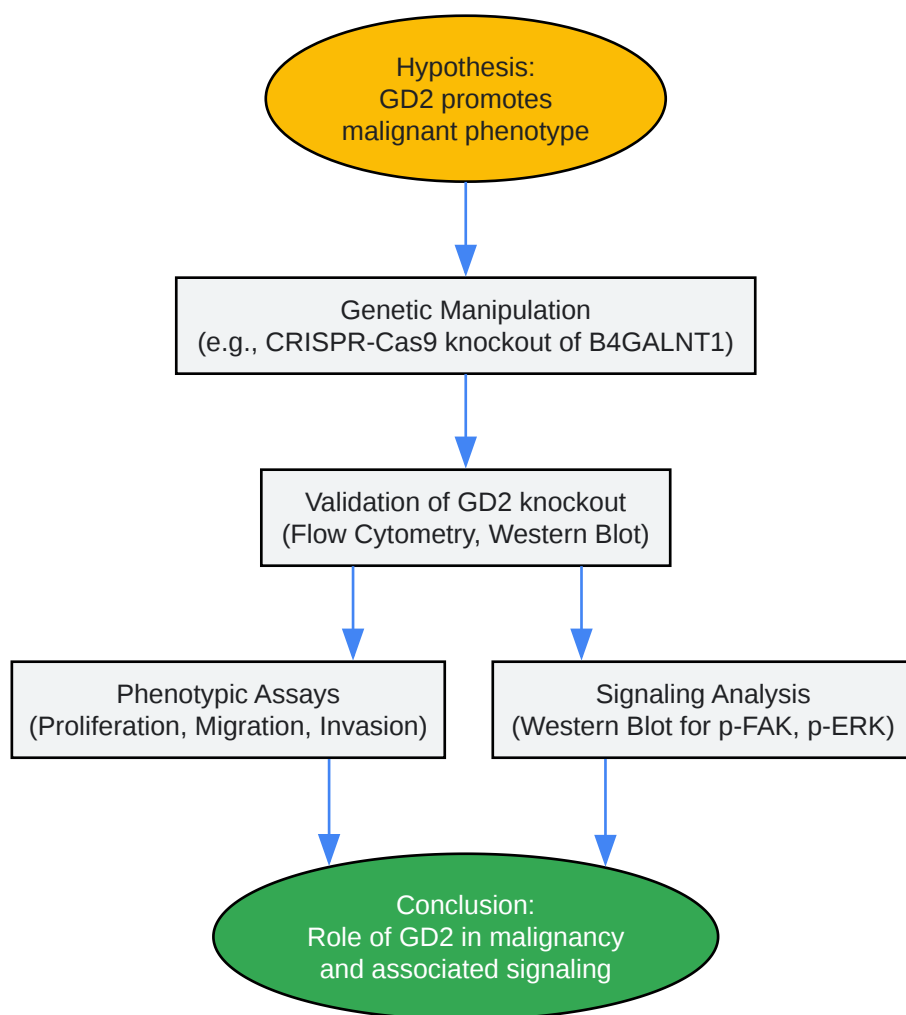 Hypothesis:
GD2 promotes
malignant phenotype
Genetic Manipulation
(e.g., CRISPR-Cas9 knockout of B4GALNT1)
Validation of GD2 knockout
(Flow Cytometry, Western Blot)
Phenotypic Assays
(Proliferation, Migration, Invasion)
Signaling Analysis
(Western Blot for p-FAK, p-ERK)
Conclusion:
Role of GD2 in malignancy
and associated signaling